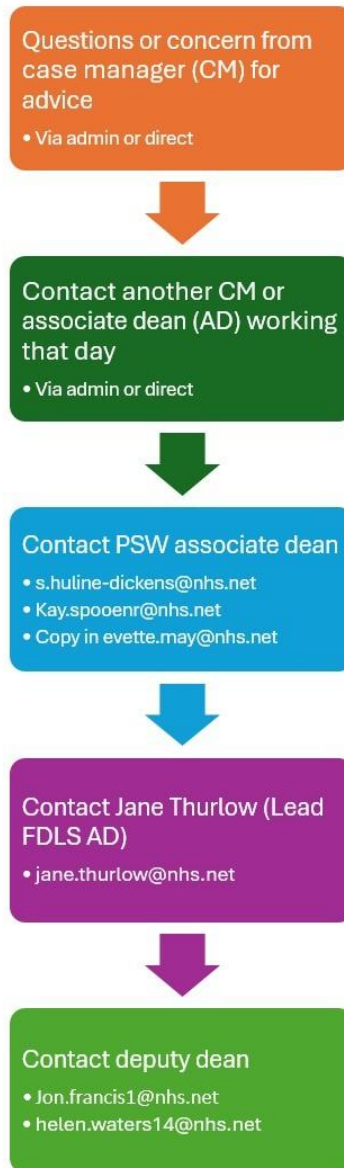 Questions or concern from
case manager (CM) for
advice
• Via admin or direct
Contact another CM or
associate dean (AD) working
that day
• Via admin or direct
Contact PSW associate dean
• s.huline-dickens@nhs.net
• Kay.spooenr@nhs.net
• Copy in evette.may@nhs.net
Contact Jane Thurlow (Lead
FDLS AD)
• jane.thurlow@nhs.net
Contact deputy dean
• Jon.francis1@nhs.net
• helen.waters14@nhs.net